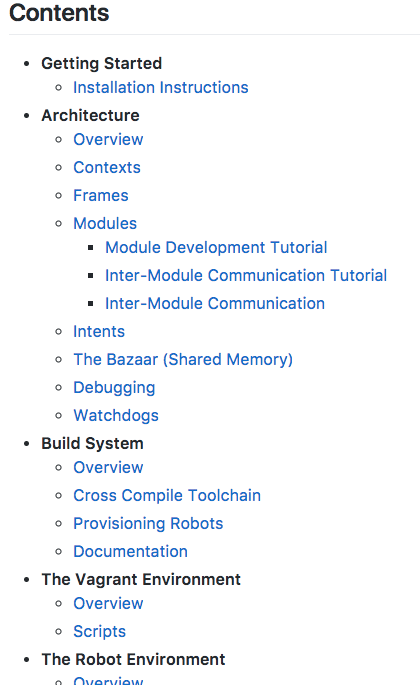 Contents
Getting Started
Installation Instructions
Architecture
Overview
Contexts
Frames
Modules
Module Development Tutorial
Inter-Module Communication Tutorial
Inter-Module Communication
Intents
The Bazaar (Shared Memory)
Debugging
Watchdogs
Build System
Overview
Cross Compile Toolchain
Provisioning Robots
Documentation
The Vagrant Environment
Overview
Scripts
The Robot Environment
Overview